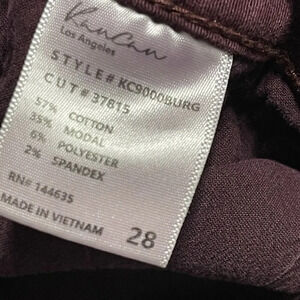 KanCan
Los Angeles
STYLE # KC9000BURG
CUT # 37815
57% COTTON
35% MODAL
6% POLYESTER
2% SPANDEX
RN# 144635
MADE IN VIETNAM
28